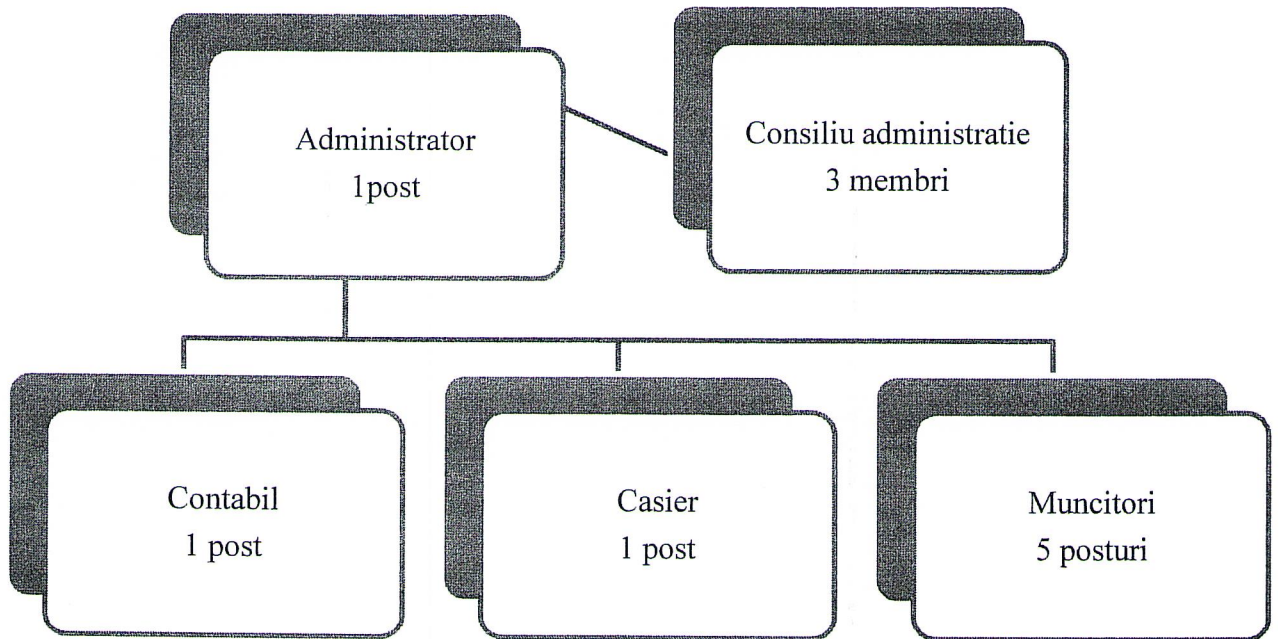 Administrator
1post
Consiliu administratie
3 membri
Contabil
1 post
Casier
1 post
Muncitori
5 posturi